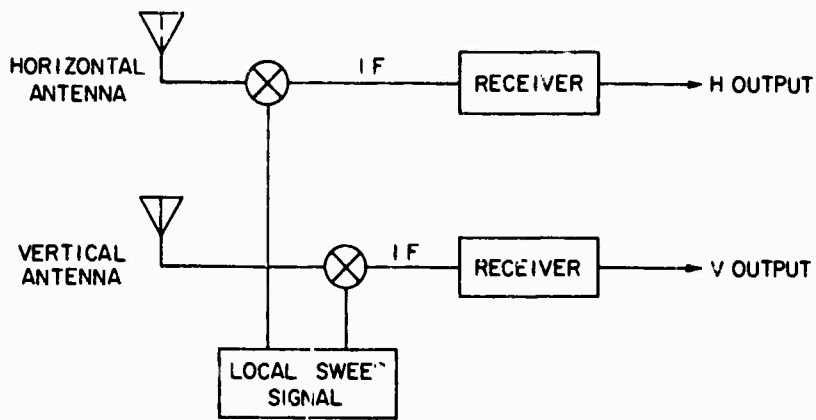 HORIZONTAL
ANTENNA
IF
RECEIVER
H OUTPUT
VERTICAL
ANTENNA
IF
RECEIVER
V OUTPUT
LOCAL
SIGNAL